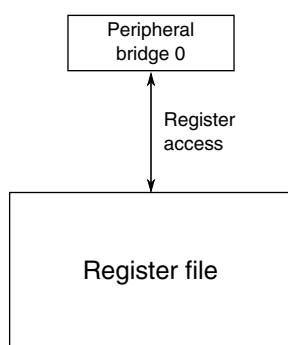 Peripheral
bridge 0
Register
access
Register file